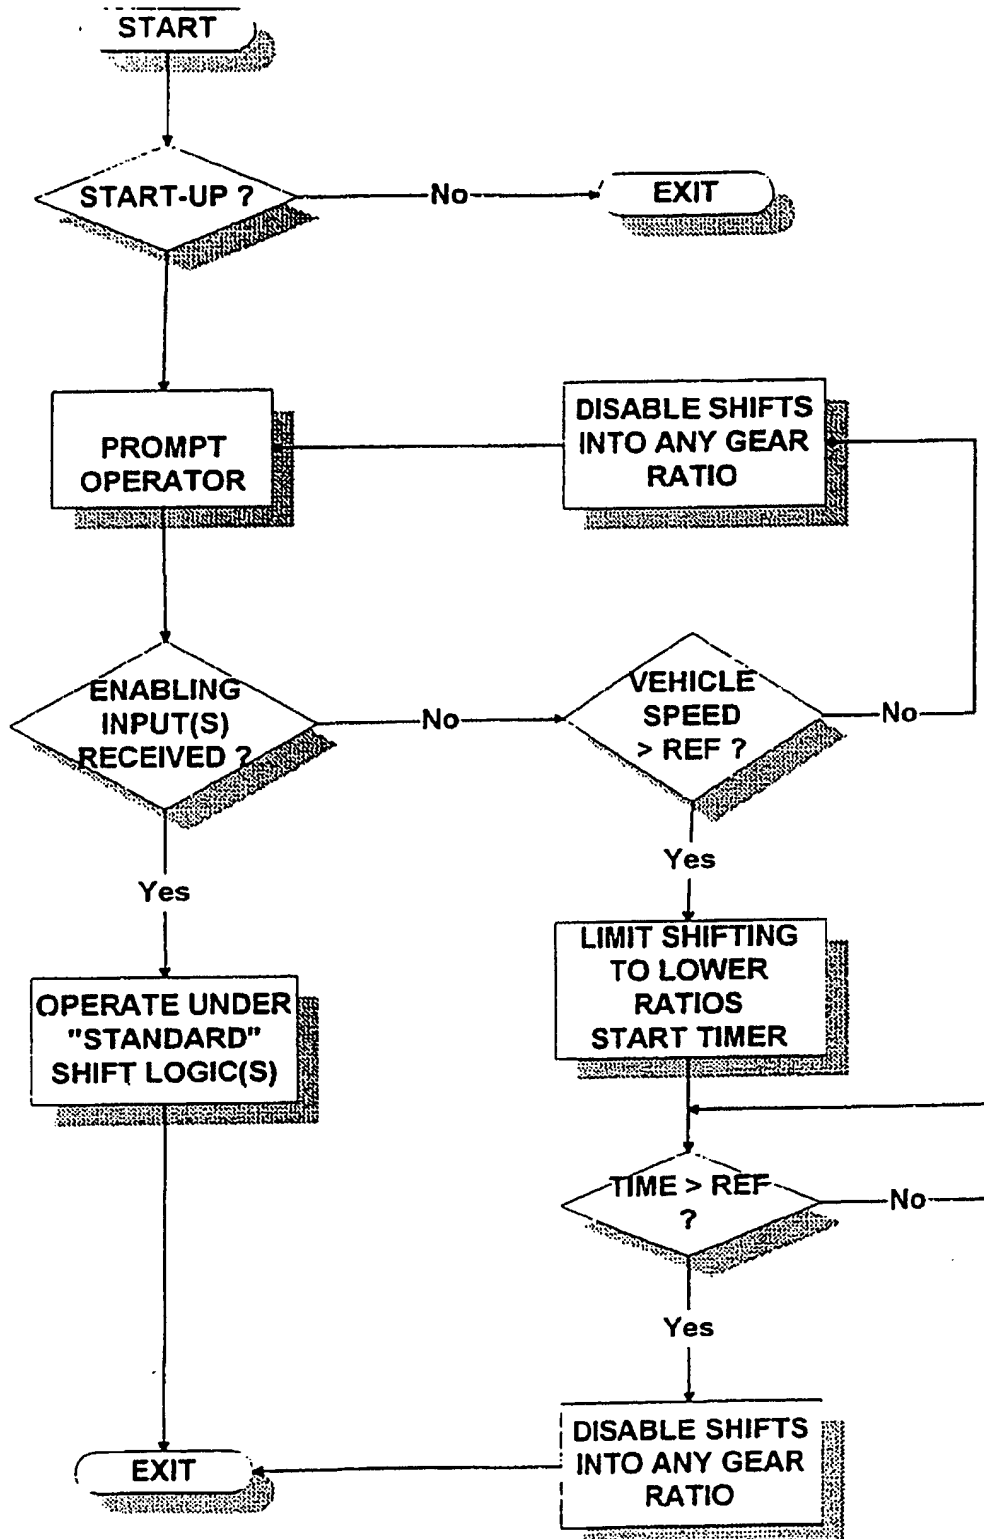 START
START-UP ?
No
EXIT
PROMPT
OPERATOR
DISABLE SHIFTS
INTO ANY GEAR
RATIO
ENABLING
INPUT(S)
RECEIVED ?
No
VEHICLE
SPEED
> REF ?
No
Yes
Yes
OPERATE UNDER
"STANDARD"
SHIFT LOGIC(S)
LIMIT SHIFTING
TO LOWER
RATIOS
START TIMER
TIME > REF
?
No
Yes
DISABLE SHIFTS
INTO ANY GEAR
RATIO
EXIT